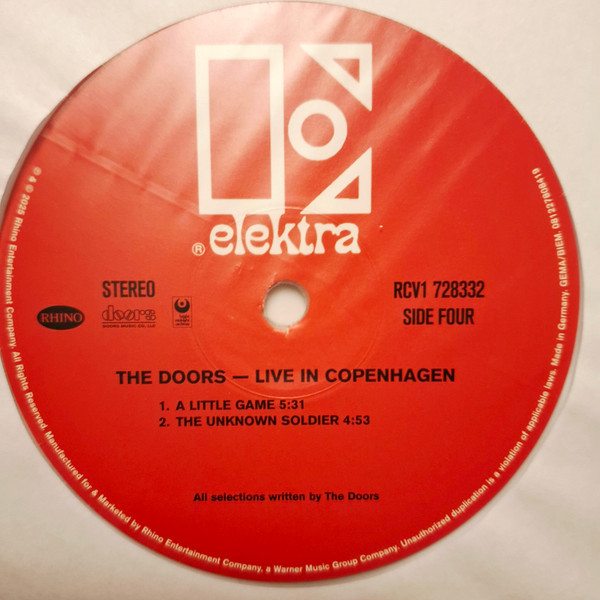 ® elektra
STEREO
RCV1 728332
SIDE FOUR
RHINO
doors
THE DOORS — LIVE IN COPENHAGEN
1. A LITTLE GAME 5:31
2. THE UNKNOWN SOLDIER 4:53
All selections written by The Doors
℗ & © 2025 Rhino Entertainment Company. All Rights Reserved. Manufactured for & Marketed by Rhino Entertainment Company, a Warner Music Group Company. Unauthorized duplication is a violation of applicable laws. Made in Germany. GEMA/BIEM. 081227808419